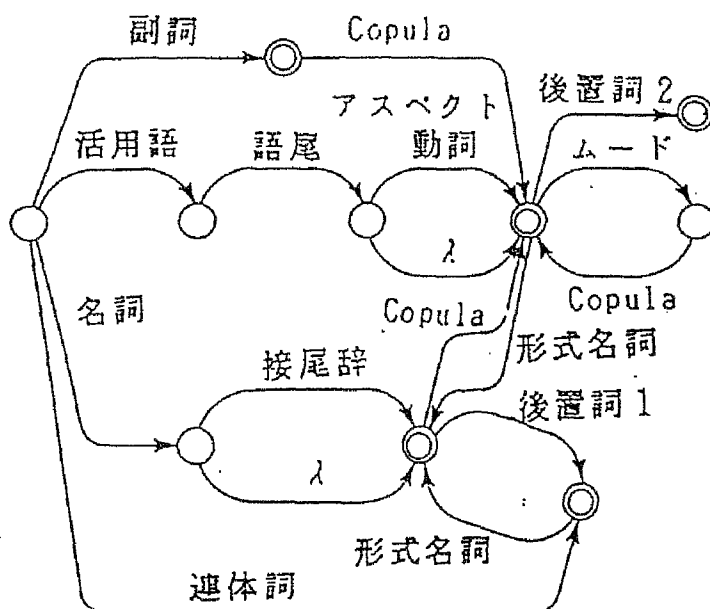 副詞
Copula
後置詞2
アスペクト
動詞
活用語
語尾
ムード
λ
Copula
Copula
名詞
形式名詞
接尾辞
後置詞1
λ
形式名詞
連体詞